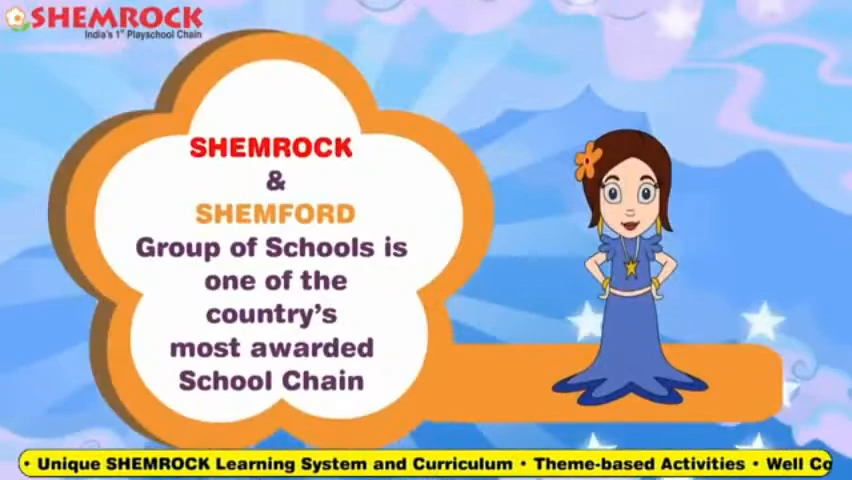 SHEMROCK
India's 1st Playschool Chain
SHEMROCK
&
SHEMFORD
Group of Schools is
one of the
country's
most awarded
School Chain
• Unique SHEMROCK Learning System and Curriculum • Theme-based Activities • Well Co